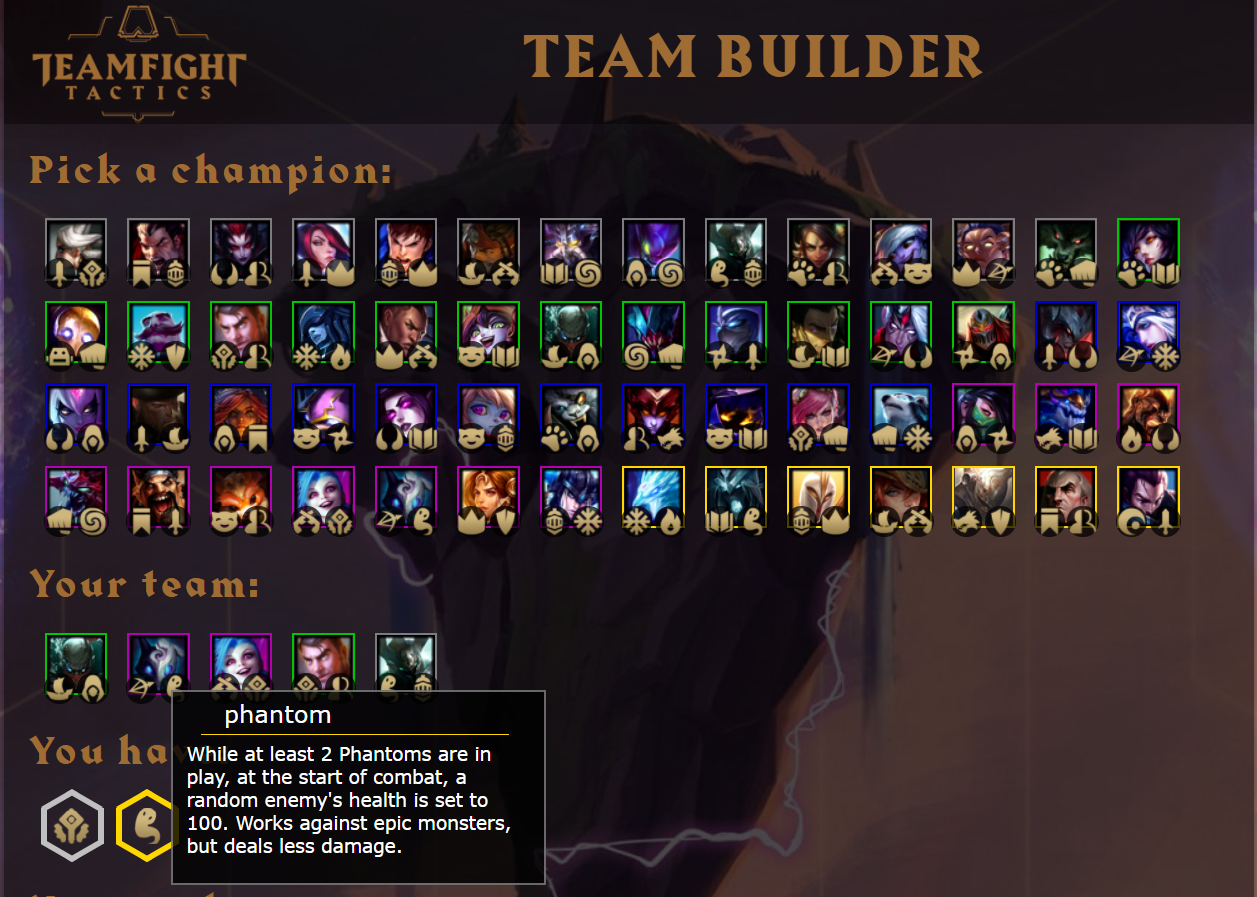 TEAMFIGHT
TACTICS
TEAM BUILDER
Pick a champion:
Your team:
You ha
phantom
While at least 2 Phantoms are in
play, at the start of combat, a
random enemy's health is set to
100. Works against epic monsters,
but deals less damage.